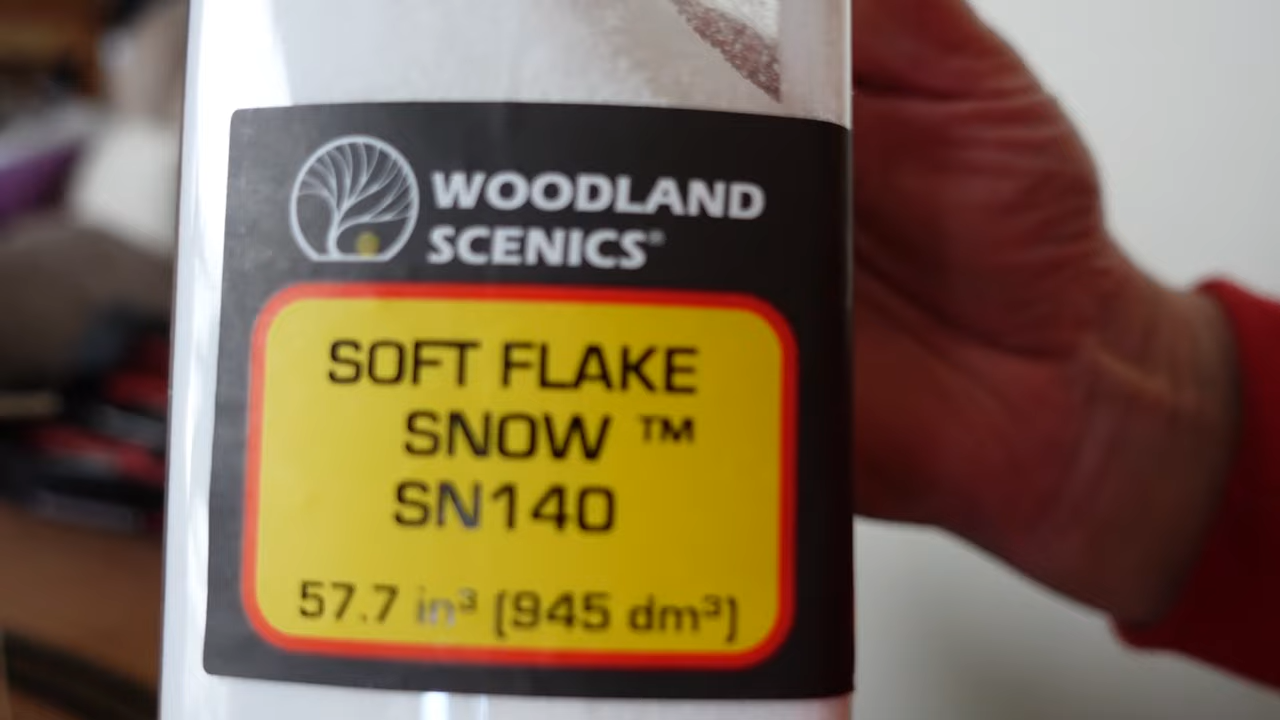 WOODLAND
SCENICS®
SOFT FLAKE
SNOW ™
SN140
57.7 in³ (945 dm³)